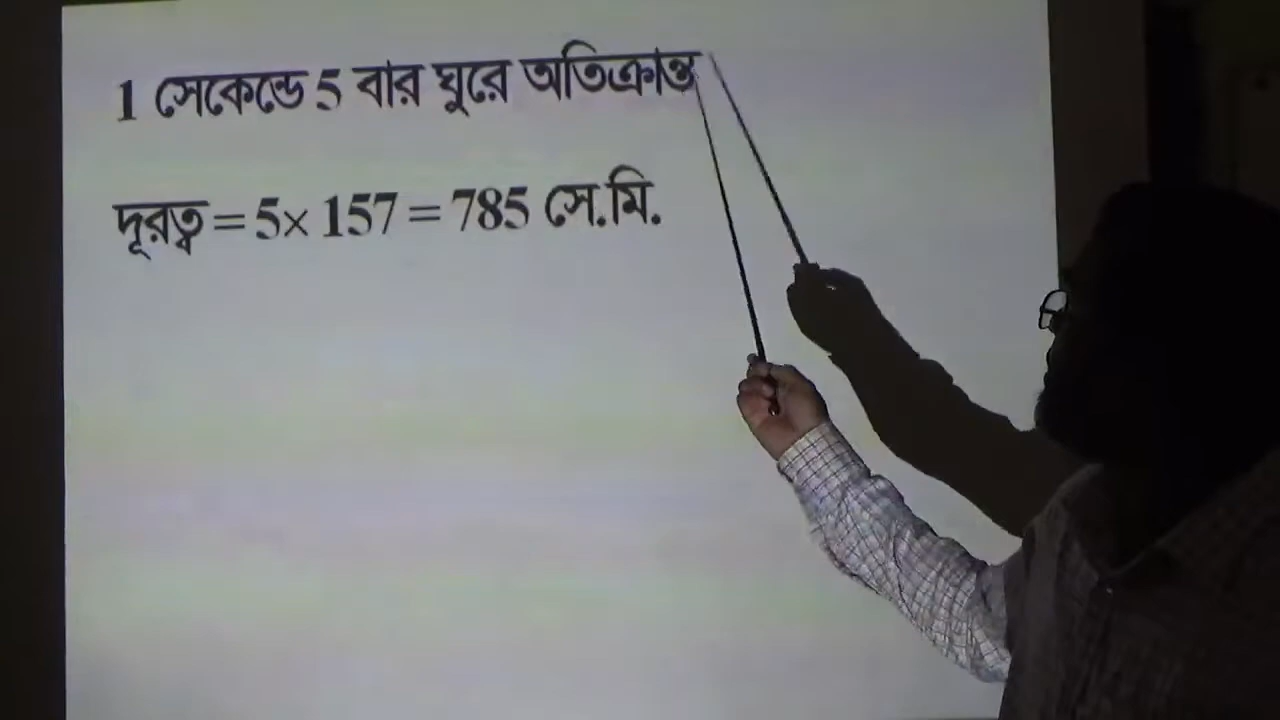 1 সেকেন্ডে 5 বার ঘুরে অতিক্রান্ত
দূরত্ব = 5× 157 = 785 সে.মি.